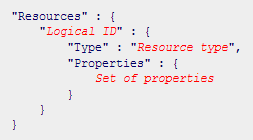 "Resources" : {
    "Logical ID" : {
        "Type" : "Resource type",
        "Properties" : {
            Set of properties
        }
    }
}